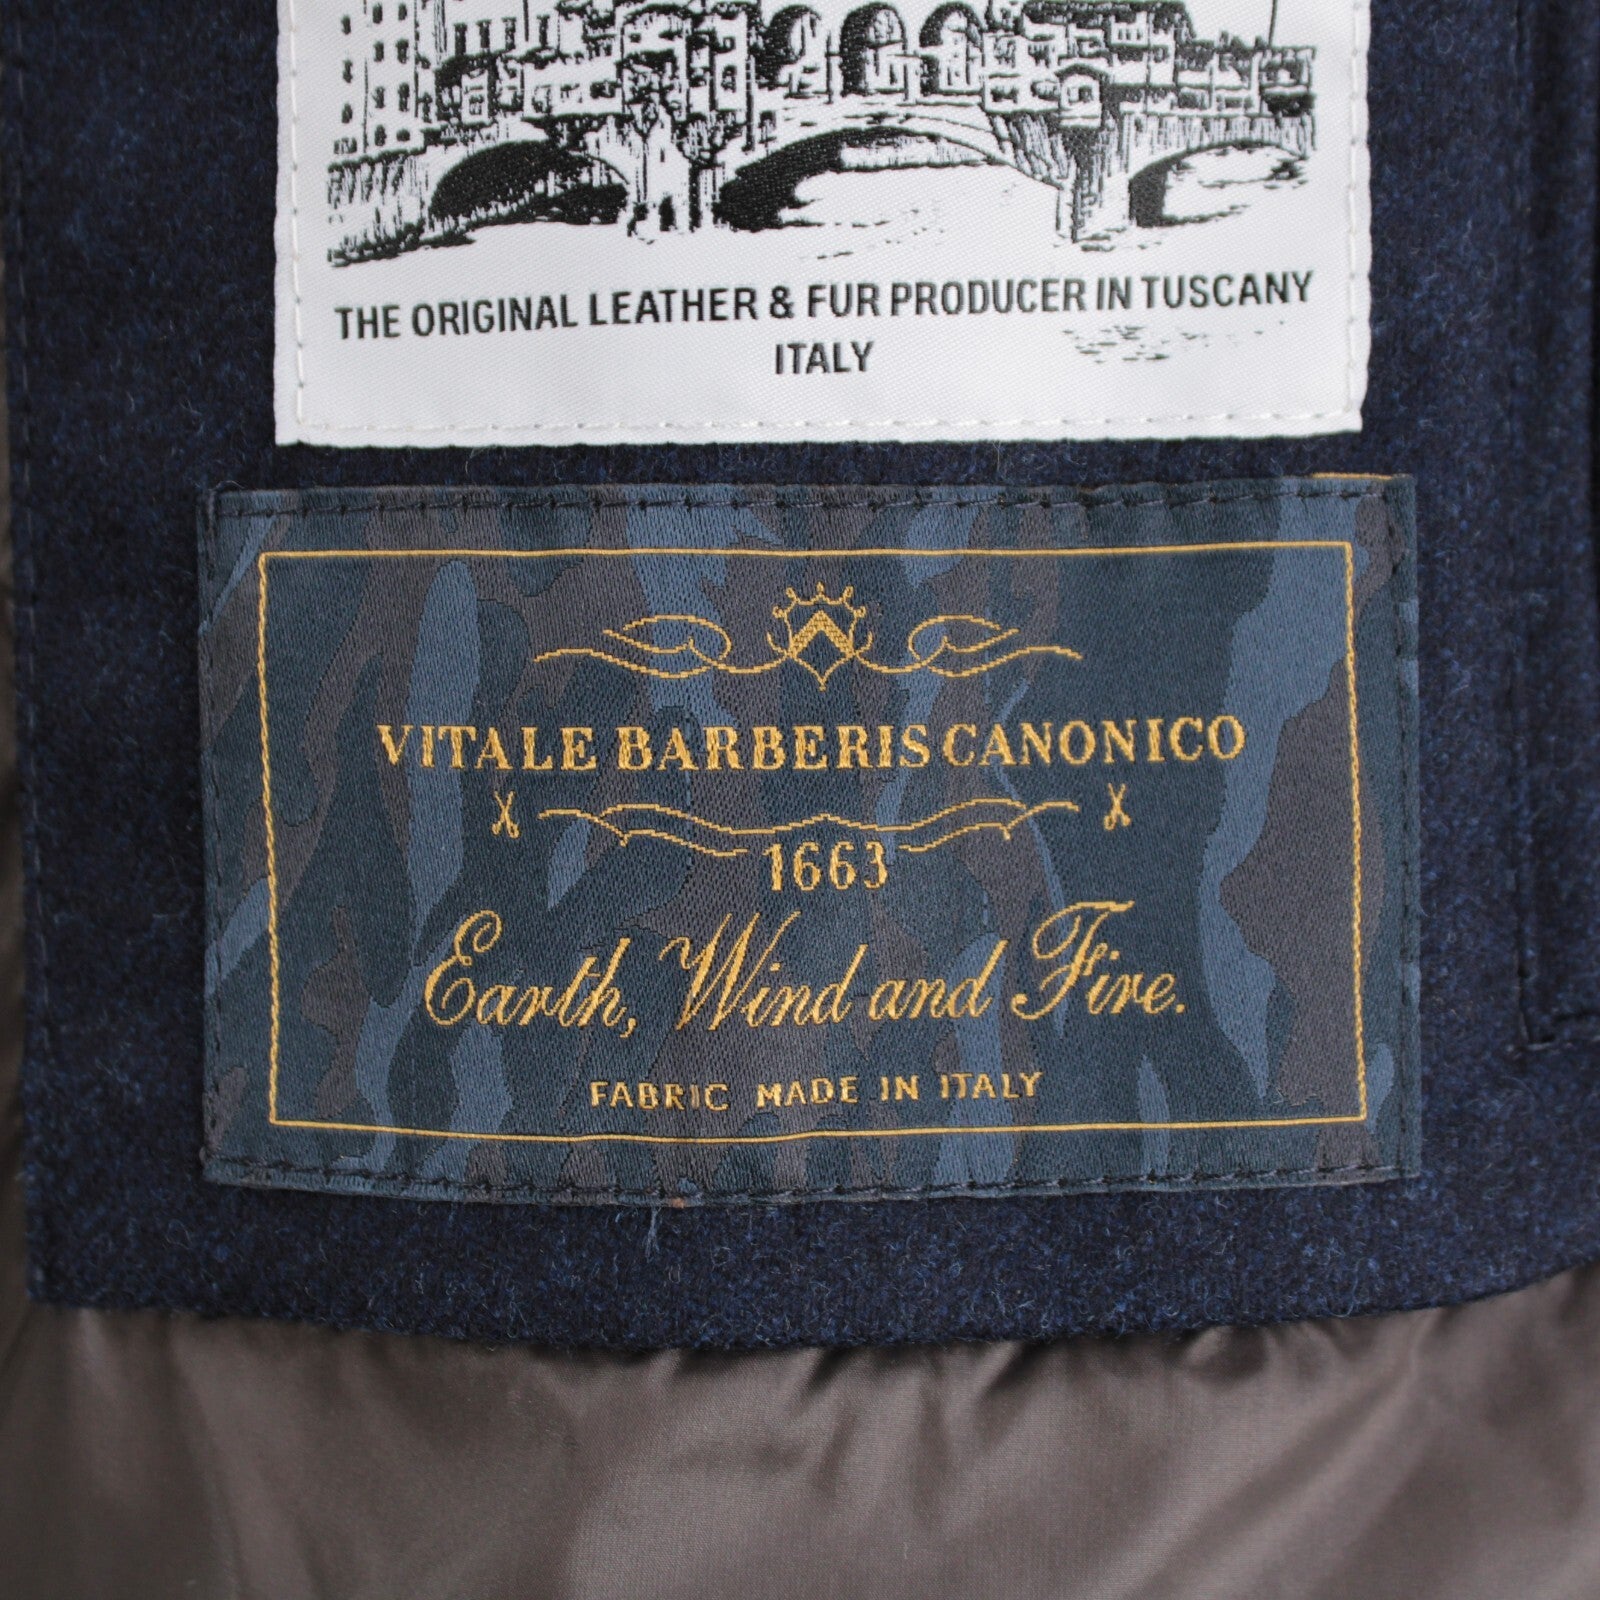 THE ORIGINAL LEATHER & FUR PRODUCER IN TUSCANY
ITALY
VITALE BARBERIS CANONICO
1663
Earth, Wind and Fire.
FABRIC MADE IN ITALY